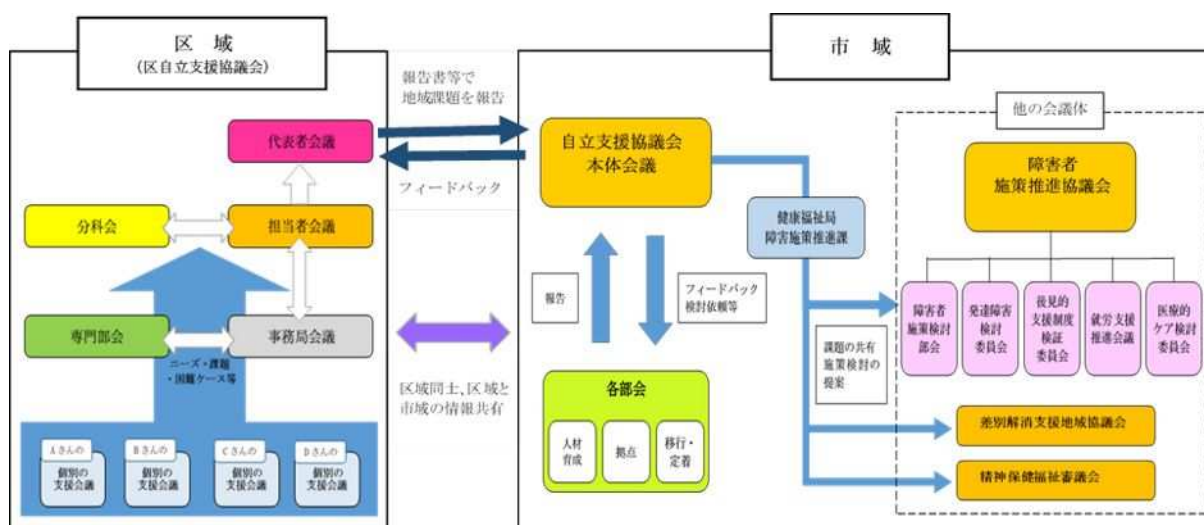 区　域
(区自立支援協議会)
代表者会議
分科会
担当者会議
専門部会
事務局会議
ニーズ・課題
・困難ケース等
Aさんの
個別の
支援会議
Bさんの
個別の
支援会議
Cさんの
個別の
支援会議
Dさんの
個別の
支援会議
報告書等で
地域課題を報告
フィードバック
区域同士、区域と
市域の情報共有
市　域
自立支援協議会
本体会議
報告
フィードバック
検討依頼等
各部会
人材
育成
拠点
移行・
定着
健康福祉局
障害施策推進課
課題の共有
施策検討の
提案
他の会議体
障害者
施策推進協議会
障害者
施策検討
部会
発達障害
検討
委員会
後見的
支援制度
検証
委員会
就労支援
推進会議
医療的
ケア検討
委員会
差別解消支援地域協議会
精神保健福祉審議会